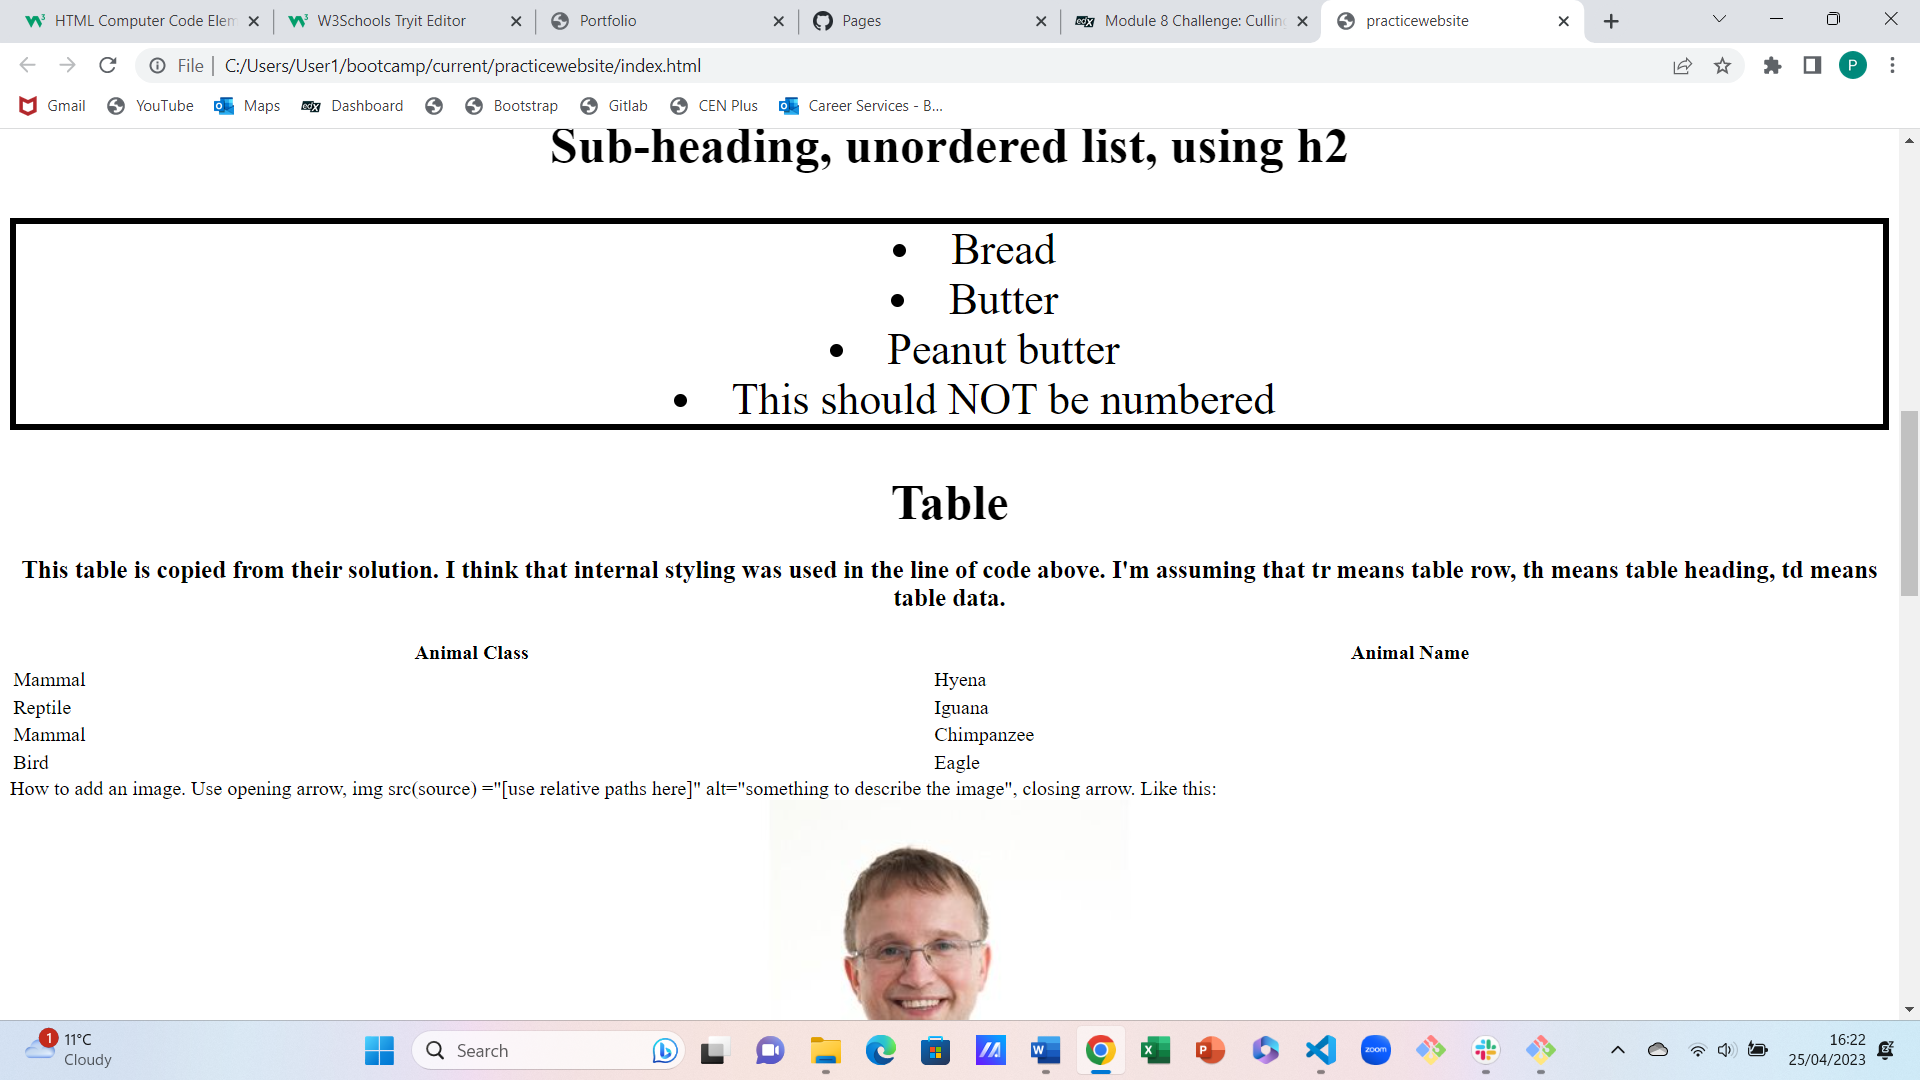 HTML Computer Code Elem
W3Schools Tryit Editor
Portfolio
Pages
edX Module 8 Challenge: Culling
practicewebsite
File | C:/Users/User1/bootcamp/current/practicewebsite/index.html
P
Gmail
YouTube
Maps
edX Dashboard
Bootstrap
Gitlab
CEN Plus
Career Services - B...
Sub-heading, unordered list, using h2
• Bread
• Butter
• Peanut butter
• This should NOT be numbered
Table
This table is copied from their solution. I think that internal styling was used in the line of code above. I'm assuming that tr means table row, th means table heading, td means
table data.
Animal Class Animal Name
Mammal Hyena
Reptile Iguana
Mammal Chimpanzee
Bird Eagle
How to add an image. Use opening arrow, img src(source) ="[use relative paths here]" alt="something to describe the image", closing arrow. Like this:
1
11°C
Cloudy
Search
zoom
16:22
25/04/2023